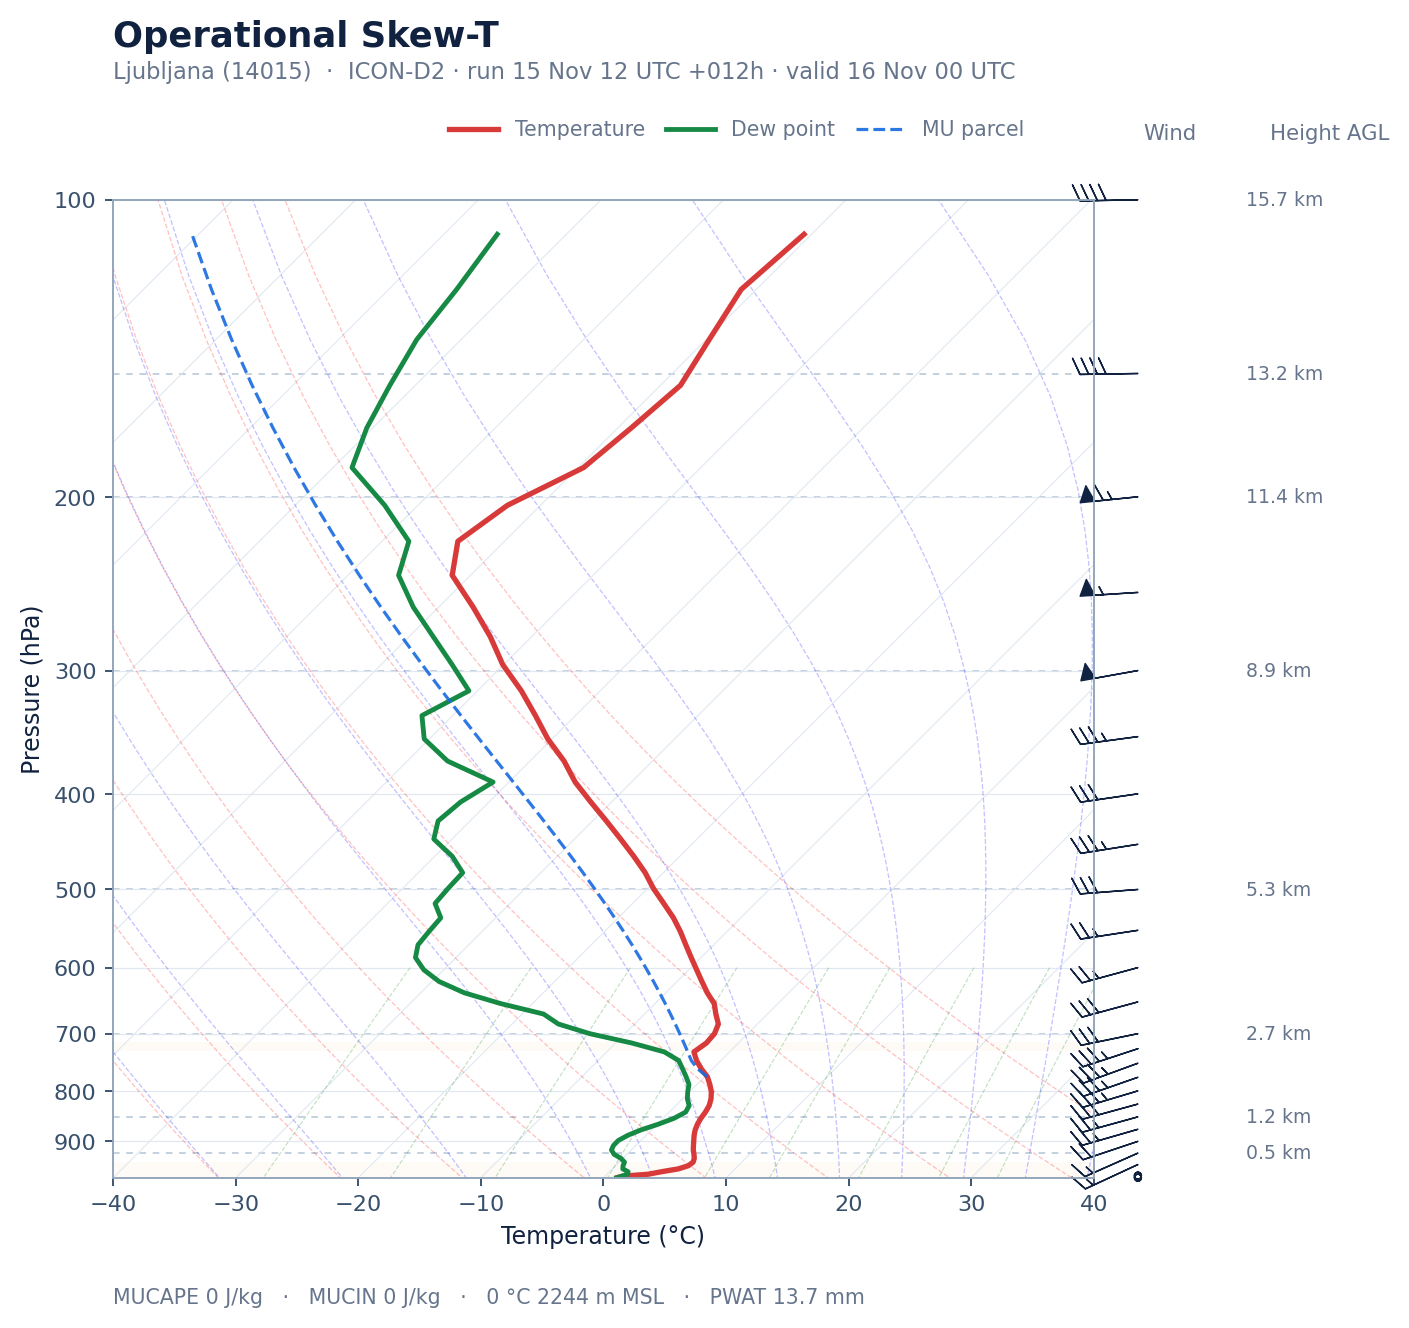 Operational Skew-T
Ljubljana (14015)  ·  ICON-D2 · run 15 Nov 12 UTC +012h · valid 16 Nov 00 UTC
Temperature
Dew point
MU parcel
Wind
Height AGL
100
200
300
400
500
600
700
800
900
Pressure (hPa)
15.7 km
13.2 km
11.4 km
8.9 km
5.3 km
2.7 km
1.2 km
0.5 km
−40
−30
−20
−10
0
10
20
30
40
Temperature (°C)
MUCAPE 0 J/kg  ·  MUCIN 0 J/kg  ·  0 °C 2244 m MSL  ·  PWAT 13.7 mm